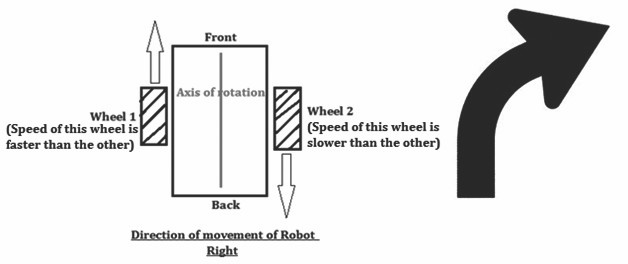 Front
Axis of rotation
Wheel 1
(Speed of this wheel is
faster than the other)
Wheel 2
(Speed of this wheel is
slower than the other)
Back
Direction of movement of Robot
Right